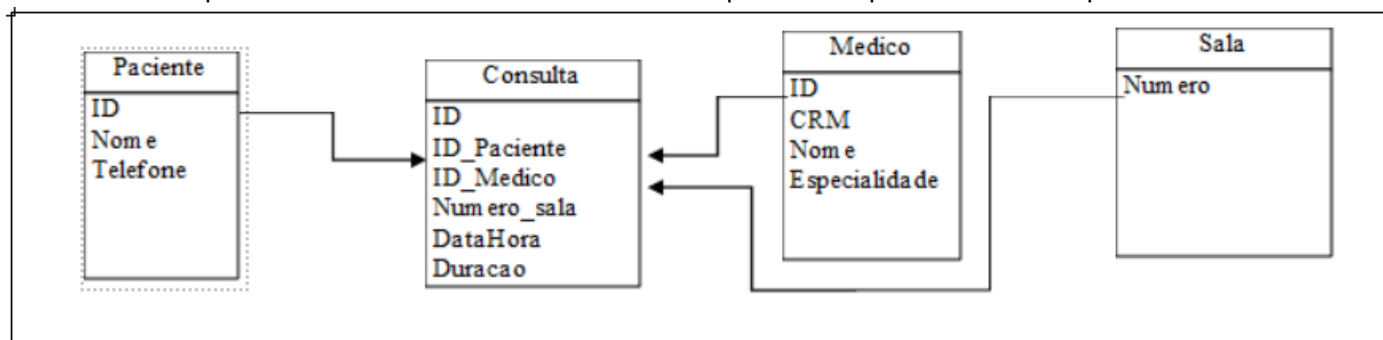 Paciente
ID
Nome
Telefone
Consulta
ID
ID_Paciente
ID_Medico
Numero_sala
DataHora
Duracao
Medico
ID
CRM
Nome
Especialidade
Sala
Numero